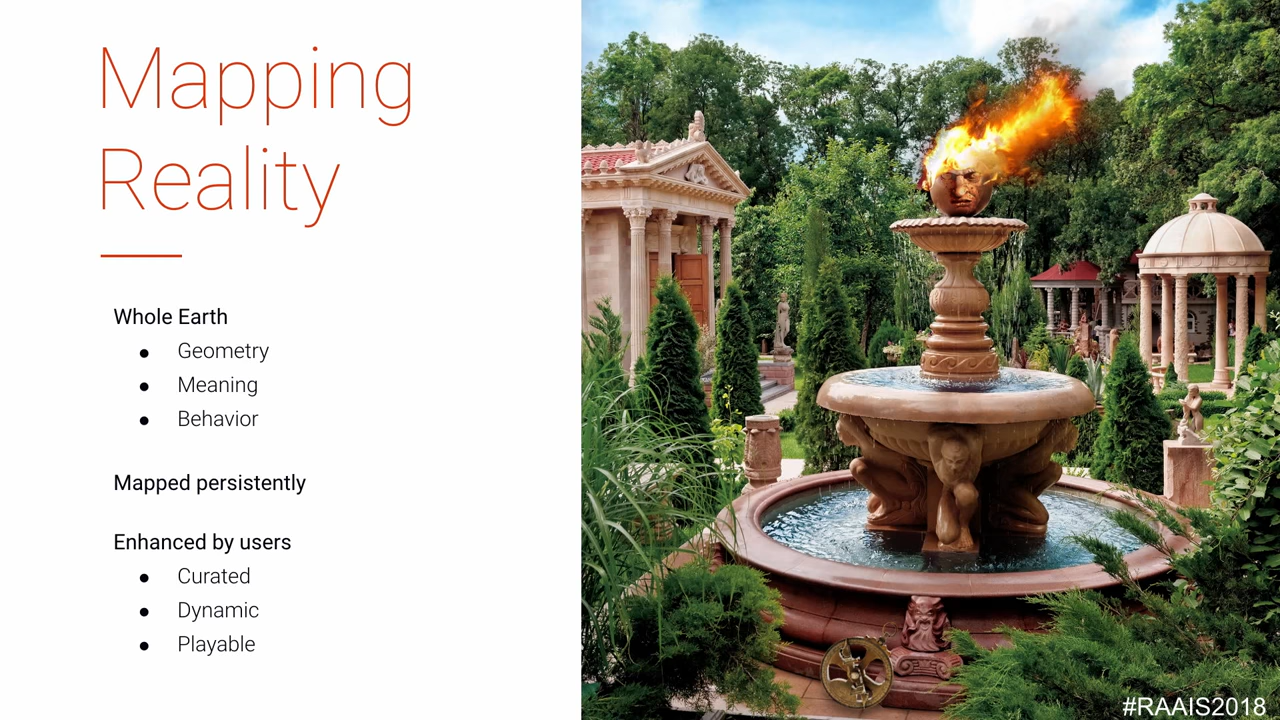 Mapping
Reality
Whole Earth
● Geometry
● Meaning
● Behavior
Mapped persistently
Enhanced by users
● Curated
● Dynamic
● Playable
#RAAIS2018